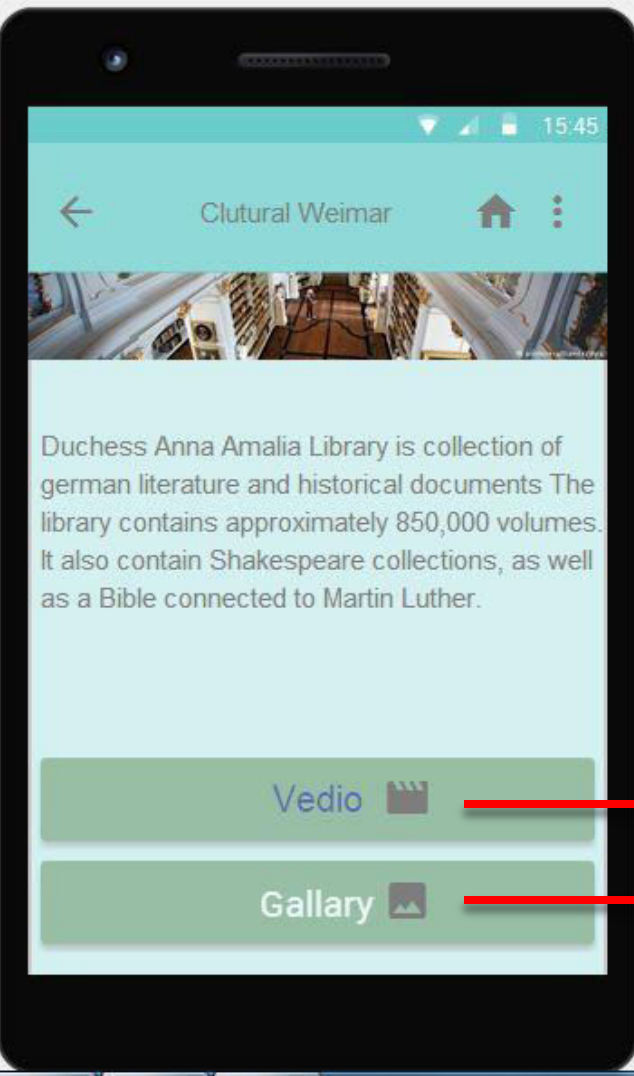 15:45
Clutural Weimar
Duchess Anna Amalia Library is collection of
german literature and historical documents The
library contains approximately 850,000 volumes.
It also contain Shakespeare collections, as well
as a Bible connected to Martin Luther.
Vedio
Gallary